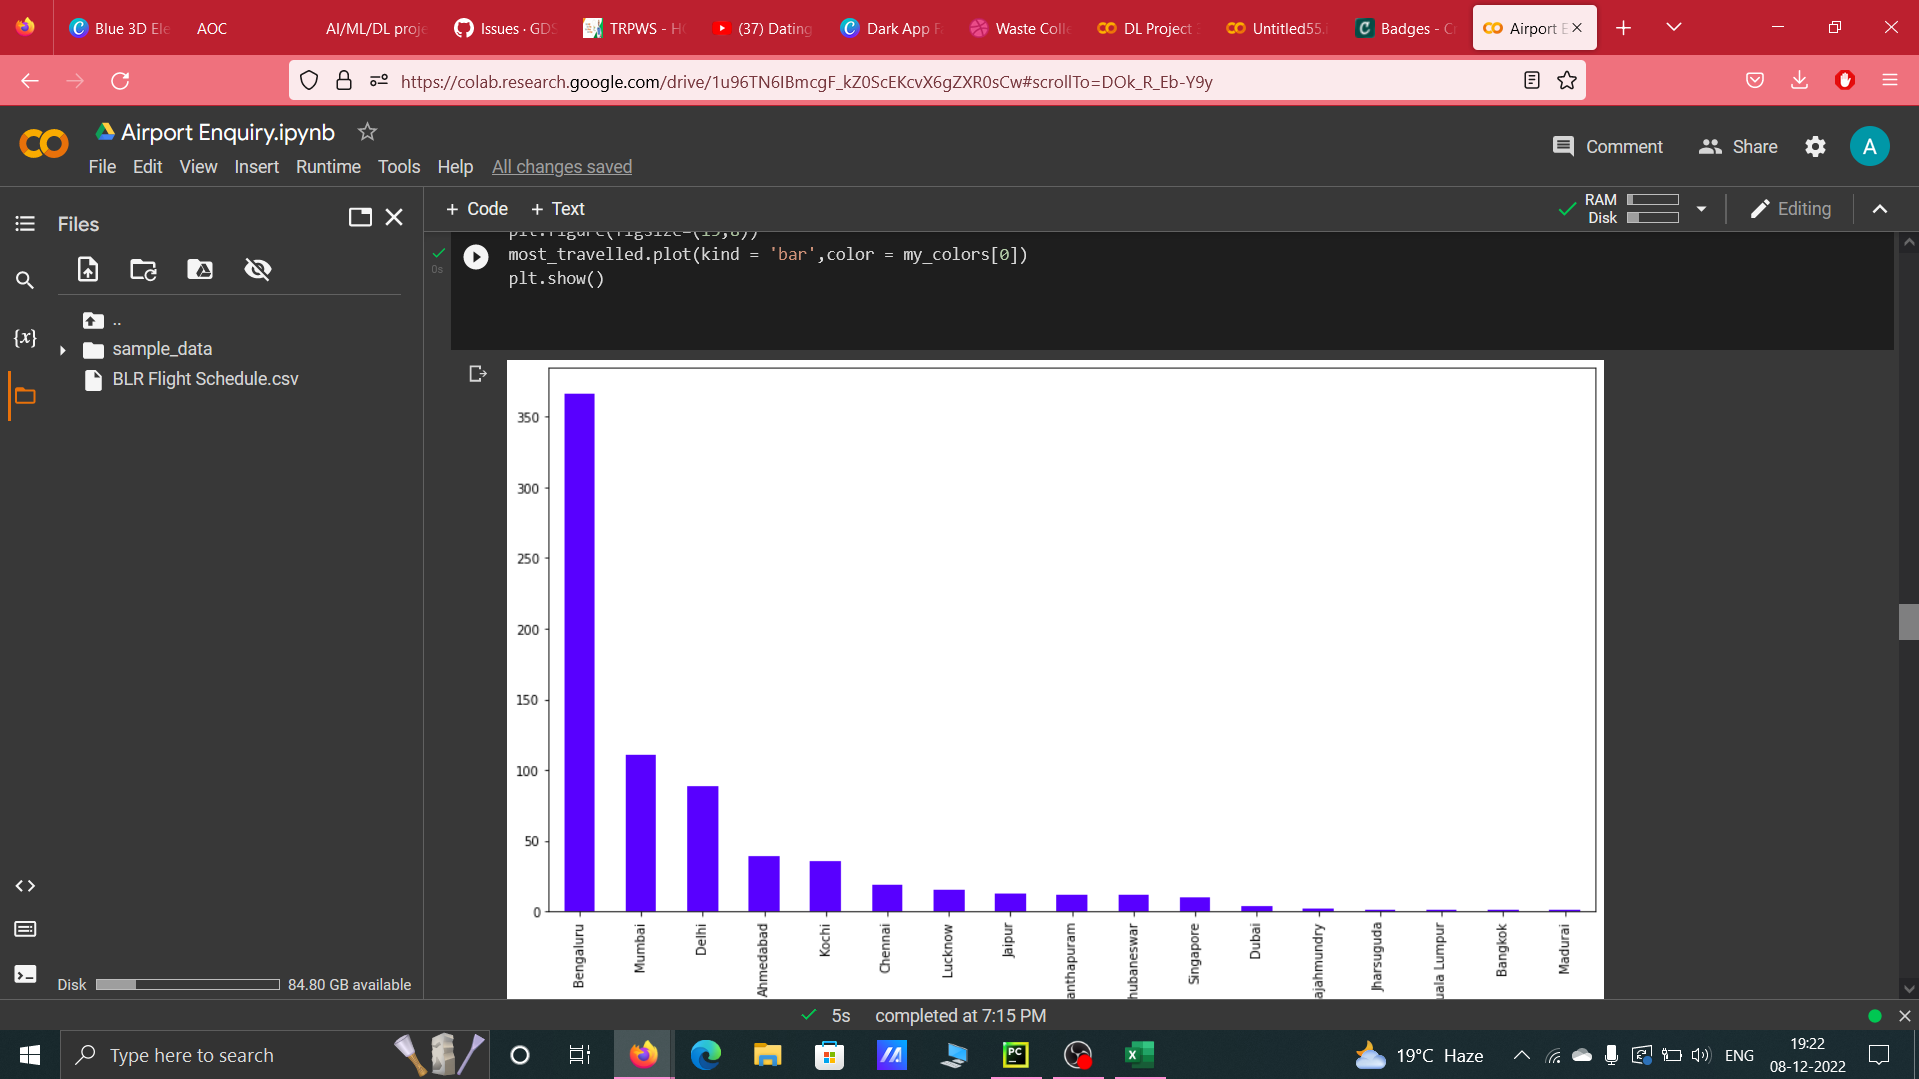 Blue 3D Ele
AOC
AI/ML/DL proje
Issues · GDS
TRPWS - H
(37) Dating
Dark App F
Waste Colle
DL Project
Untitled55.i
Badges - C
Airport E
https://colab.research.google.com/drive/1u96TN6IBmcgF_kZ0ScEKcvX6gZXR0sCw#scrollTo=DOk_R_Eb-Y9y
Airport Enquiry.ipynb
Comment
Share
A
File Edit View Insert Runtime Tools Help All changes saved
Files
+ Code + Text
RAM
Disk
Editing
most_travelled.plot(kind = 'bar',color = my_colors[0])
0s
plt.show()
{x}
..
sample_data
BLR Flight Schedule.csv
350
300
250
200
150
100
50
0
Bengaluru
Mumbai
Delhi
Ahmedabad
Kochi
Chennai
Lucknow
Jaipur
anthapuram
hubaneswar
Singapore
Dubai
ajahmundry
Jharsuguda
uala Lumpur
Bangkok
Madurai
Disk 84.80 GB available
5s completed at 7:15 PM
Type here to search
19°C Haze
ENG
19:22
08-12-2022